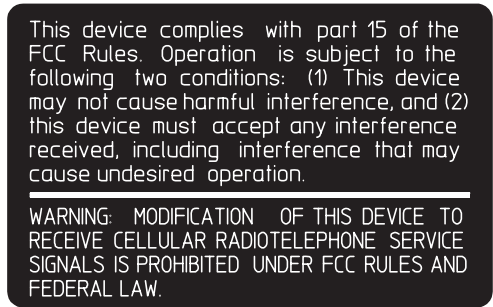 This device complies with part 15 of the
FCC Rules. Operation is subject to the
following two conditions: (1) This device
may not cause harmful interference, and (2)
this device must accept any interference
received, including interference that may
cause undesired operation.
WARNING: MODIFICATION OF THIS DEVICE TO
RECEIVE CELLULAR RADIOTELEPHONE SERVICE
SIGNALS IS PROHIBITED UNDER FCC RULES AND
FEDERAL LAW.